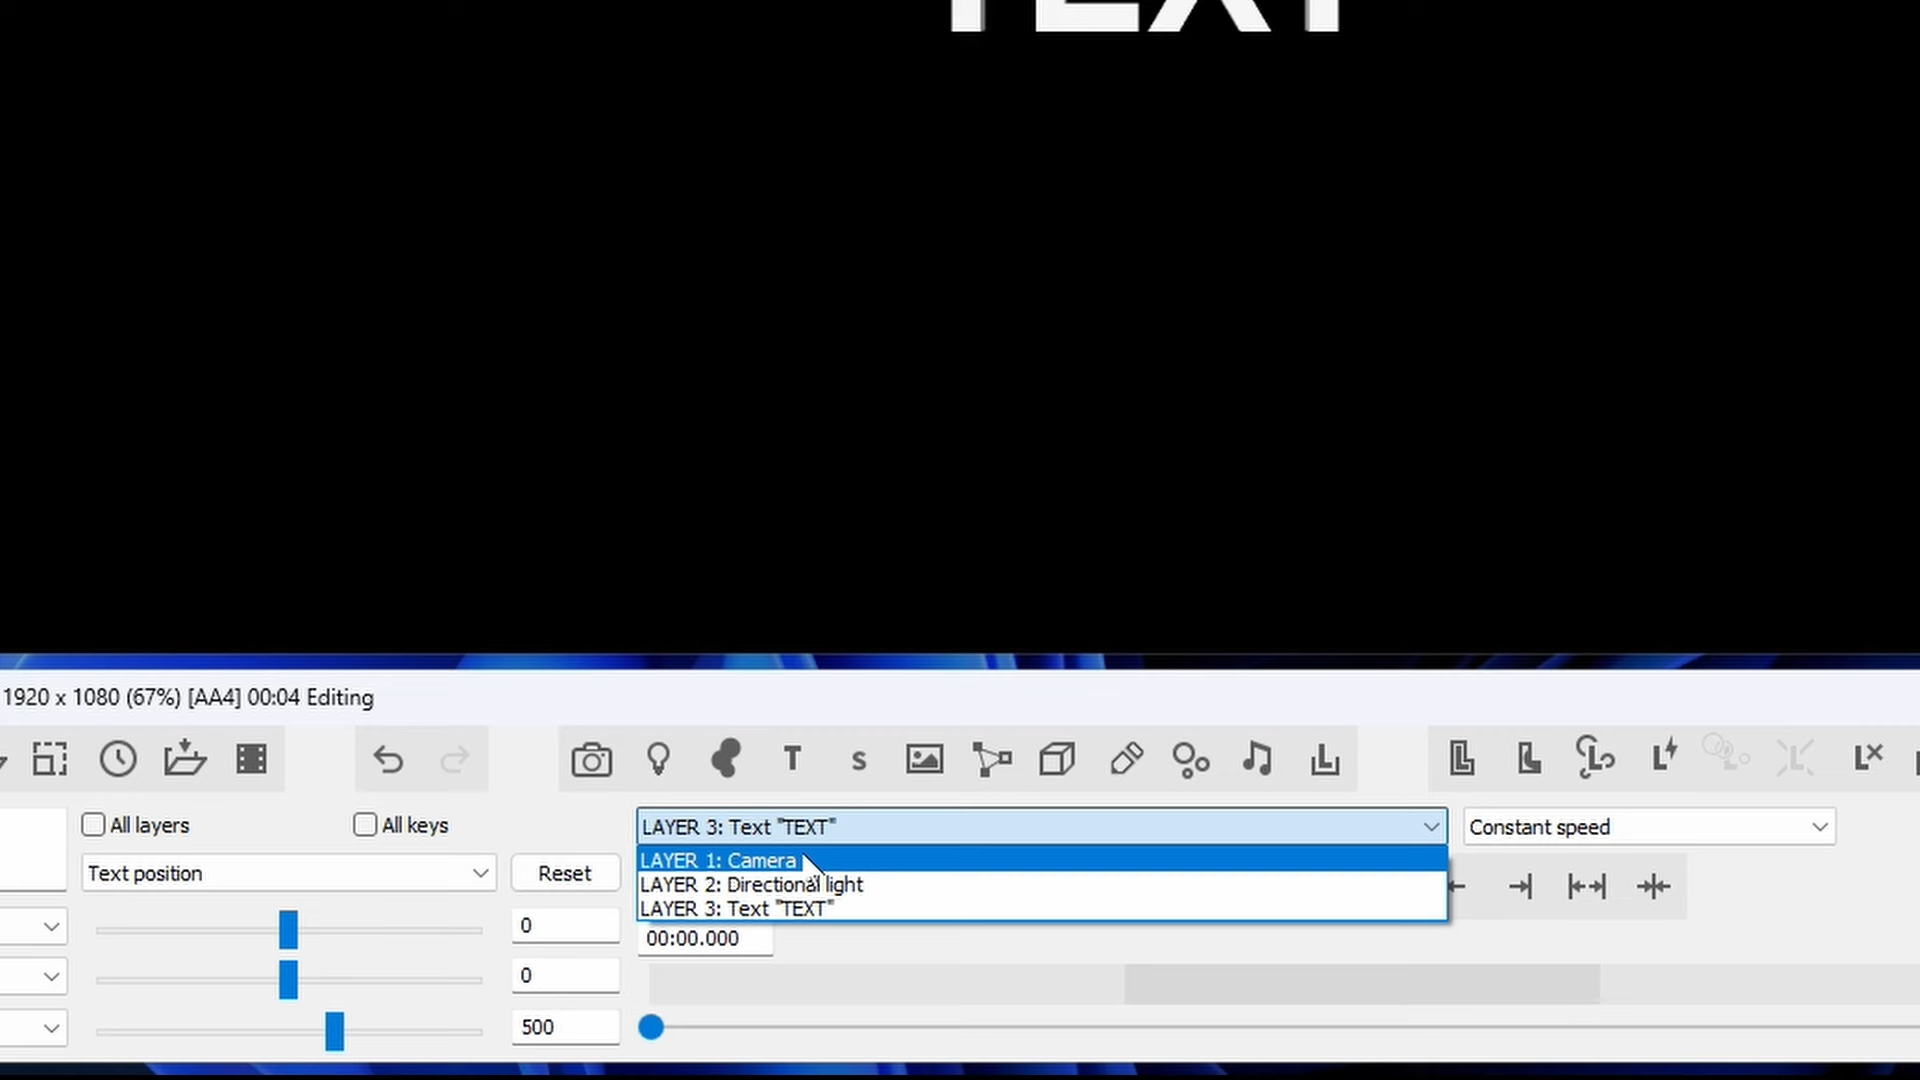 TEXT
1920 x 1080 (67%) [AA4] 00:04 Editing
T
S
All layers
All keys
LAYER 3: Text "TEXT"
Constant speed
LAYER 1: Camera
Text position
Reset
LAYER 2: Directional light
LAYER 3: Text "TEXT"
0
00:00.000
0
500